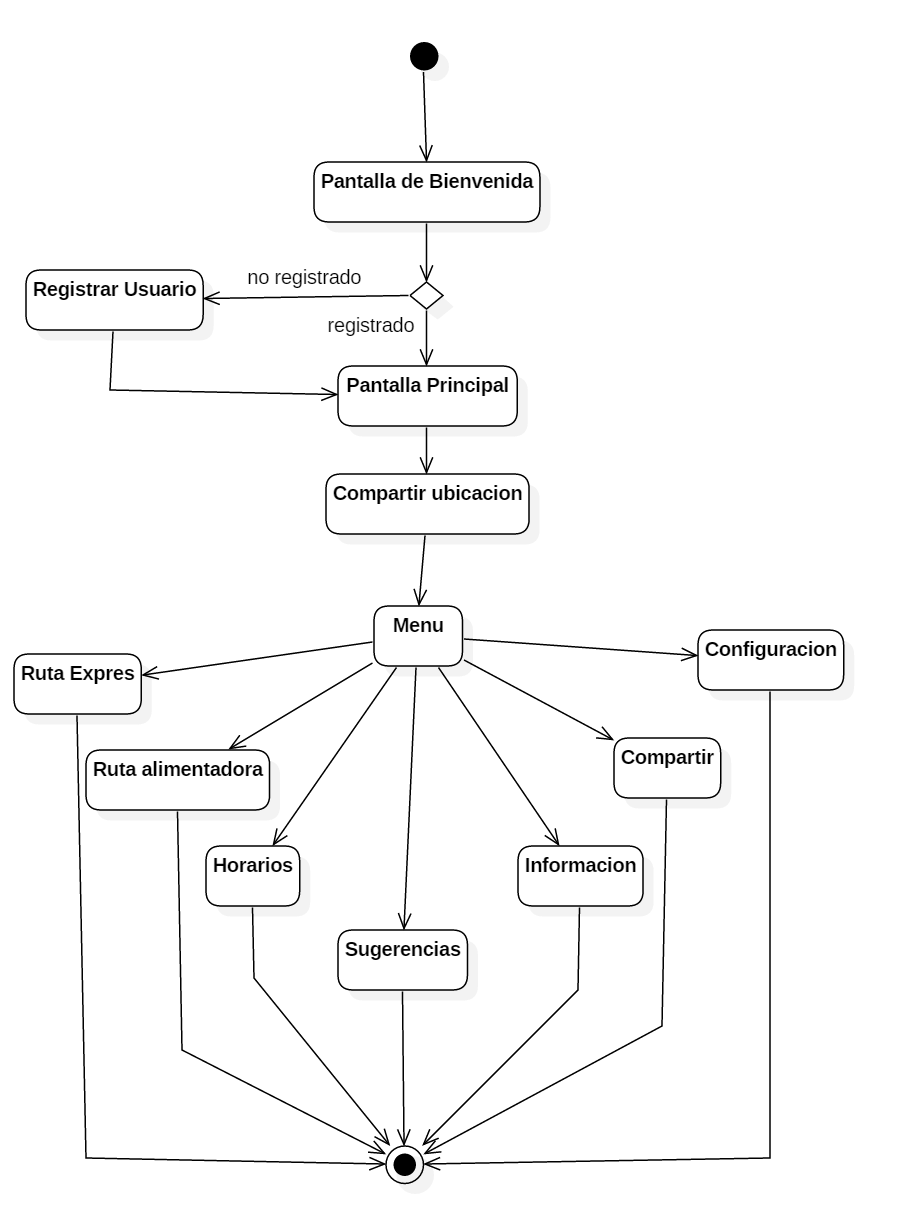 Pantalla de Bienvenida
no registrado
Registrar Usuario
registrado
Pantalla Principal
Compartir ubicacion
Menu
Configuracion
Ruta Expres
Compartir
Ruta alimentadora
Horarios
Informacion
Sugerencias